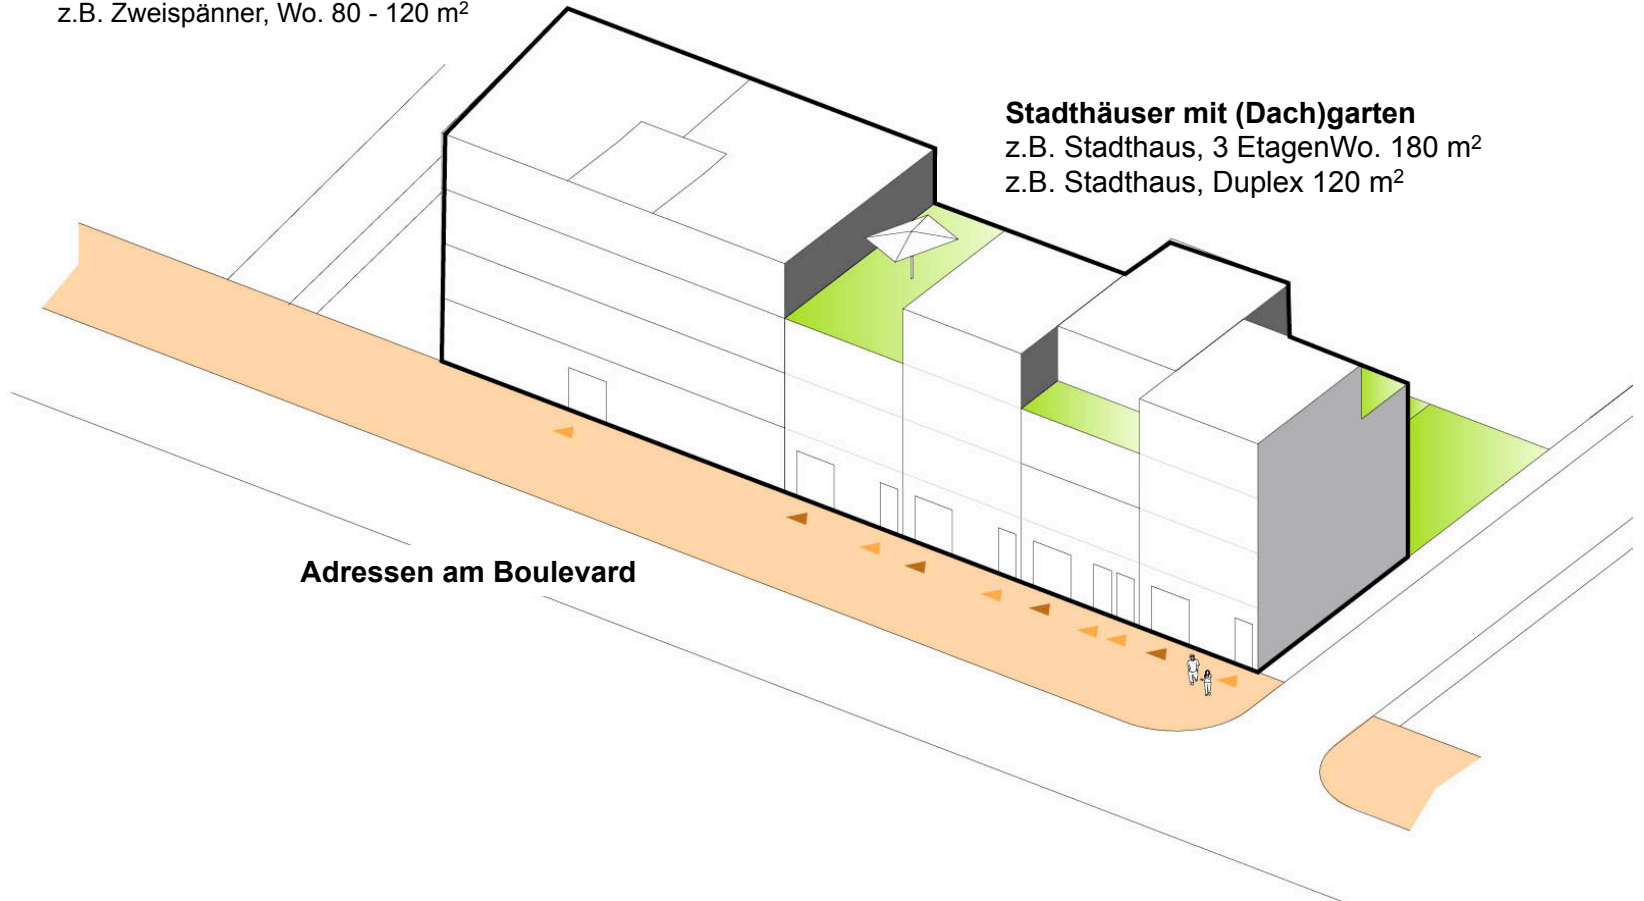 z.B. Zweispänner, Wo. 80 - 120 m²
Stadthäuser mit (Dach)garten
z.B. Stadthaus, 3 EtagenWo. 180 m²
z.B. Stadthaus, Duplex 120 m²
Adressen am Boulevard